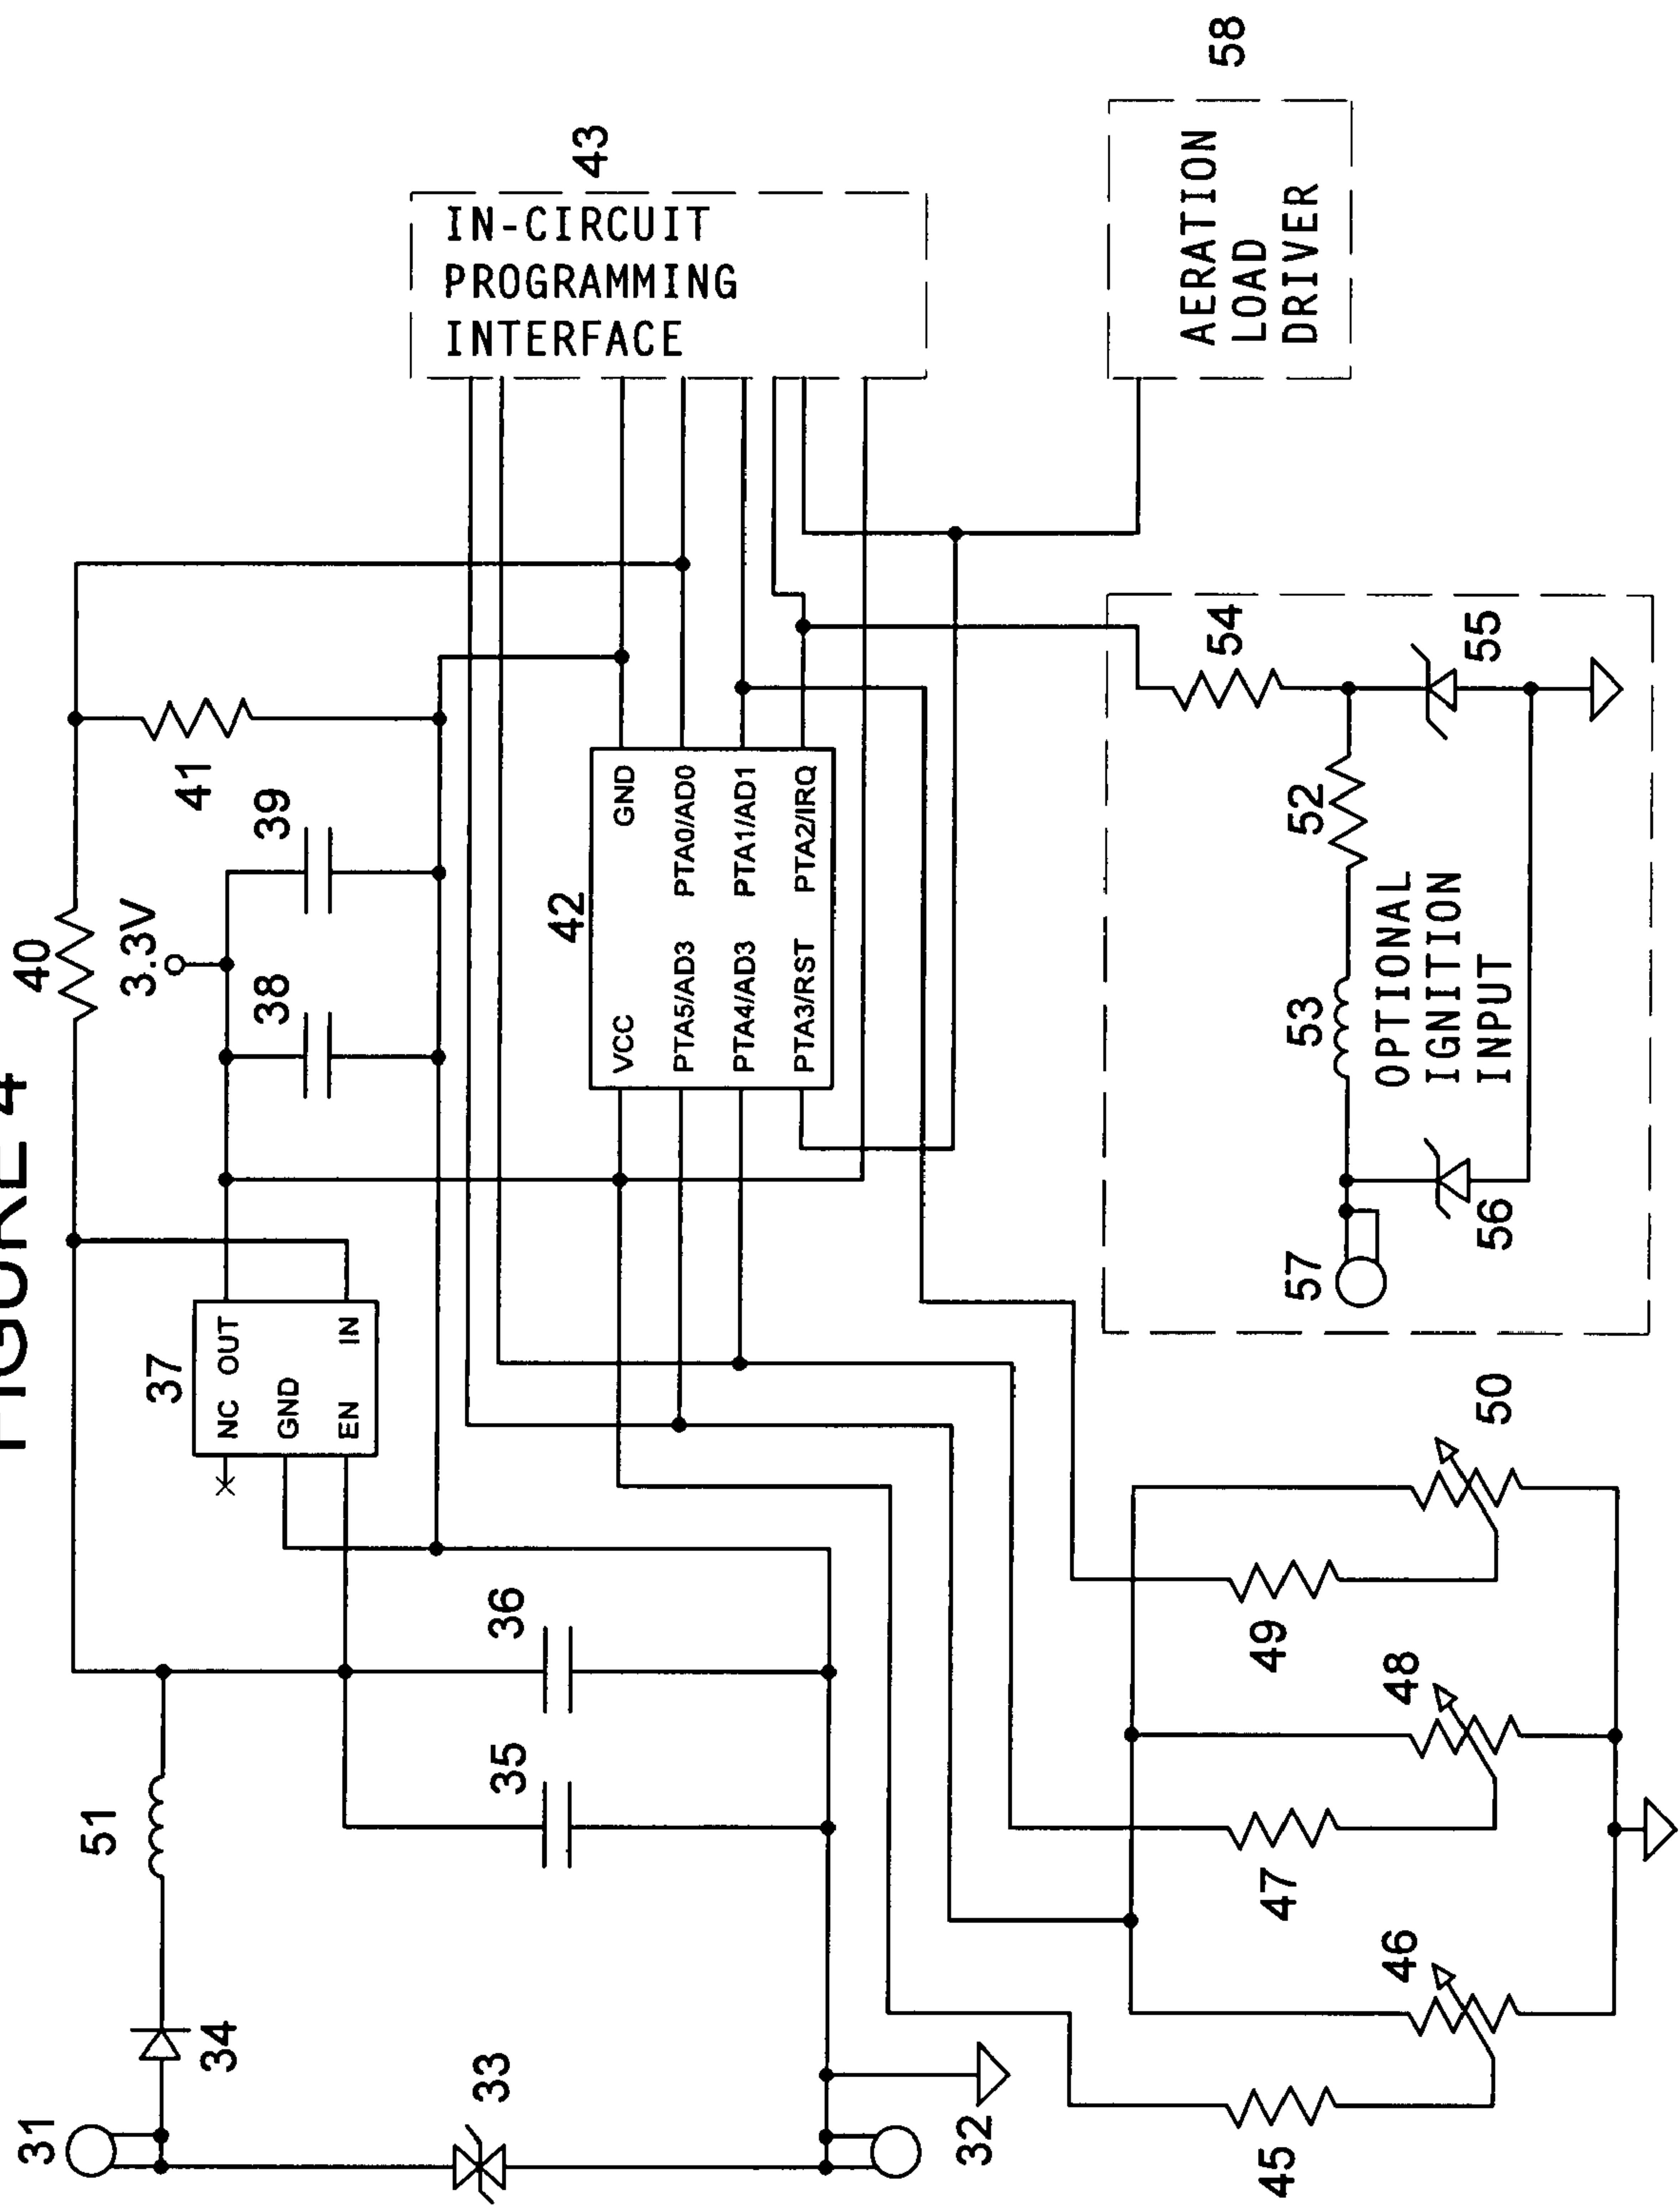 FIGURE 4
31
34
51
40
3.3V
37
NC OUT
GND
EN IN
38
39
41
33
35
36
32
42
VCC GND
PTA5/AD3 PTA0/AD0
PTA4/AD3 PTA1/AD1
PTA3/RST PTA2/IRQ
IN-CIRCUIT
PROGRAMMING
INTERFACE
43
45
46
47
48
49
50
57
53
52
54
55
56
OPTIONAL
IGNITION
INPUT
AERATION
LOAD
DRIVER
58